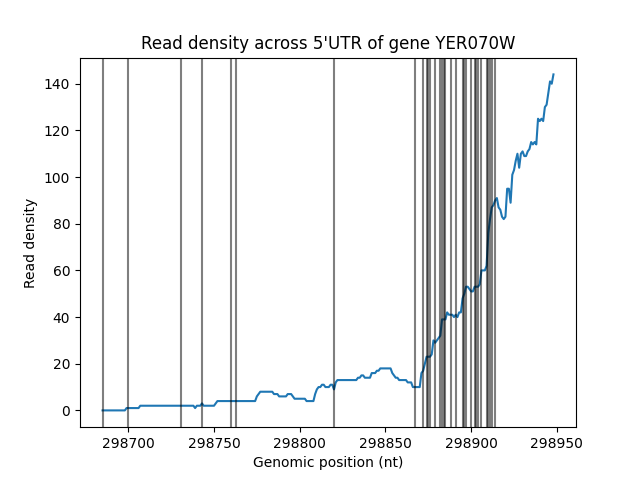 Read density across 5'UTR of gene YER070W
140
120
100
80
60
40
20
0
Read density
298700 298750 298800 298850 298900 298950
Genomic position (nt)